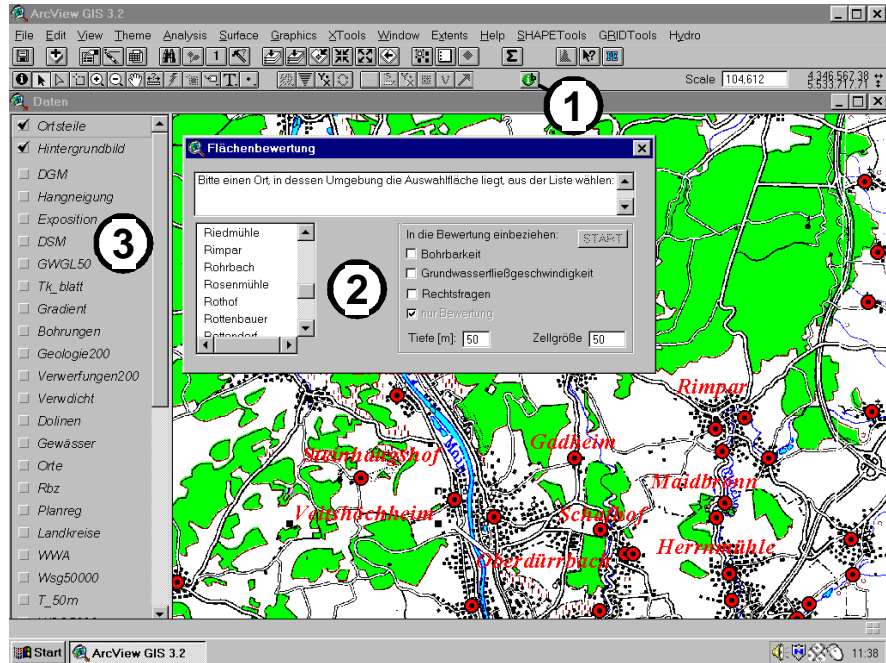 ArcView GIS 3.2
File Edit View Theme Analysis Surface Graphics XTools Window Extents Help SHAPETools GRIDTools Hydro
Scale 104,612
4,346,567.38
5,533,717.71
1
Daten
Ortsteile
Hintergrundbild
DGM
Hangneigung
Exposition
DSM
GWGL50
Tk_blatt
Gradient
Bohrungen
Geologie200
Verwerfungen200
Verwdicht
Dolinen
Gewässer
Orte
Rbz
Planreg
Landkreise
WWA
Wsg50000
T_50m
3
Flächenbewertung
Bitte einen Ort, in dessen Umgebung die Auswahlfläche liegt, aus der Liste wählen:
Riedmühle
Rimpar
Rohrbach
Rosenmühle
Rothof
Rottenbauer
Rottendorf
2
In die Bewertung einbeziehen:
START
Bohrbarkeit
Grundwasserfließgeschwindigkeit
Rechtsfragen
nur Bewertung
Tiefe [m]: 50
Zellgröße 50
Rimpar
Gadheim
Steinhaugshof
Maidbronn
Veitshöchheim
Schafhof
Oberdürrbach
Herrnmühle
Start
ArcView GIS 3.2
11:38